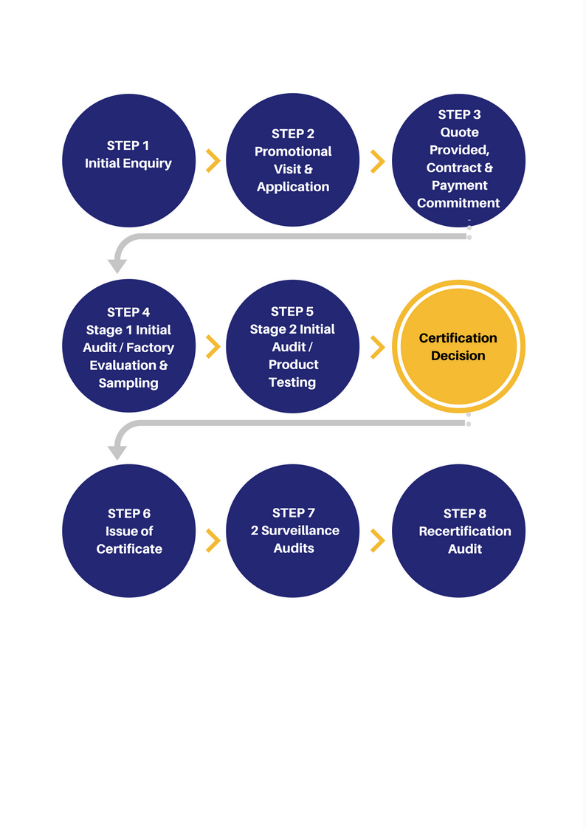 STEP 1
Initial Enquiry
STEP 2
Promotional
Visit &
Application
STEP 3
Quote
Provided,
Contract &
Payment
Commitment
STEP 4
Stage 1 Initial
Audit / Factory
Evaluation &
Sampling
STEP 5
Stage 2 Initial
Audit /
Product
Testing
Certification
Decision
STEP 6
Issue of
Certificate
STEP 7
2 Surveillance
Audits
STEP 8
Recertification
Audit